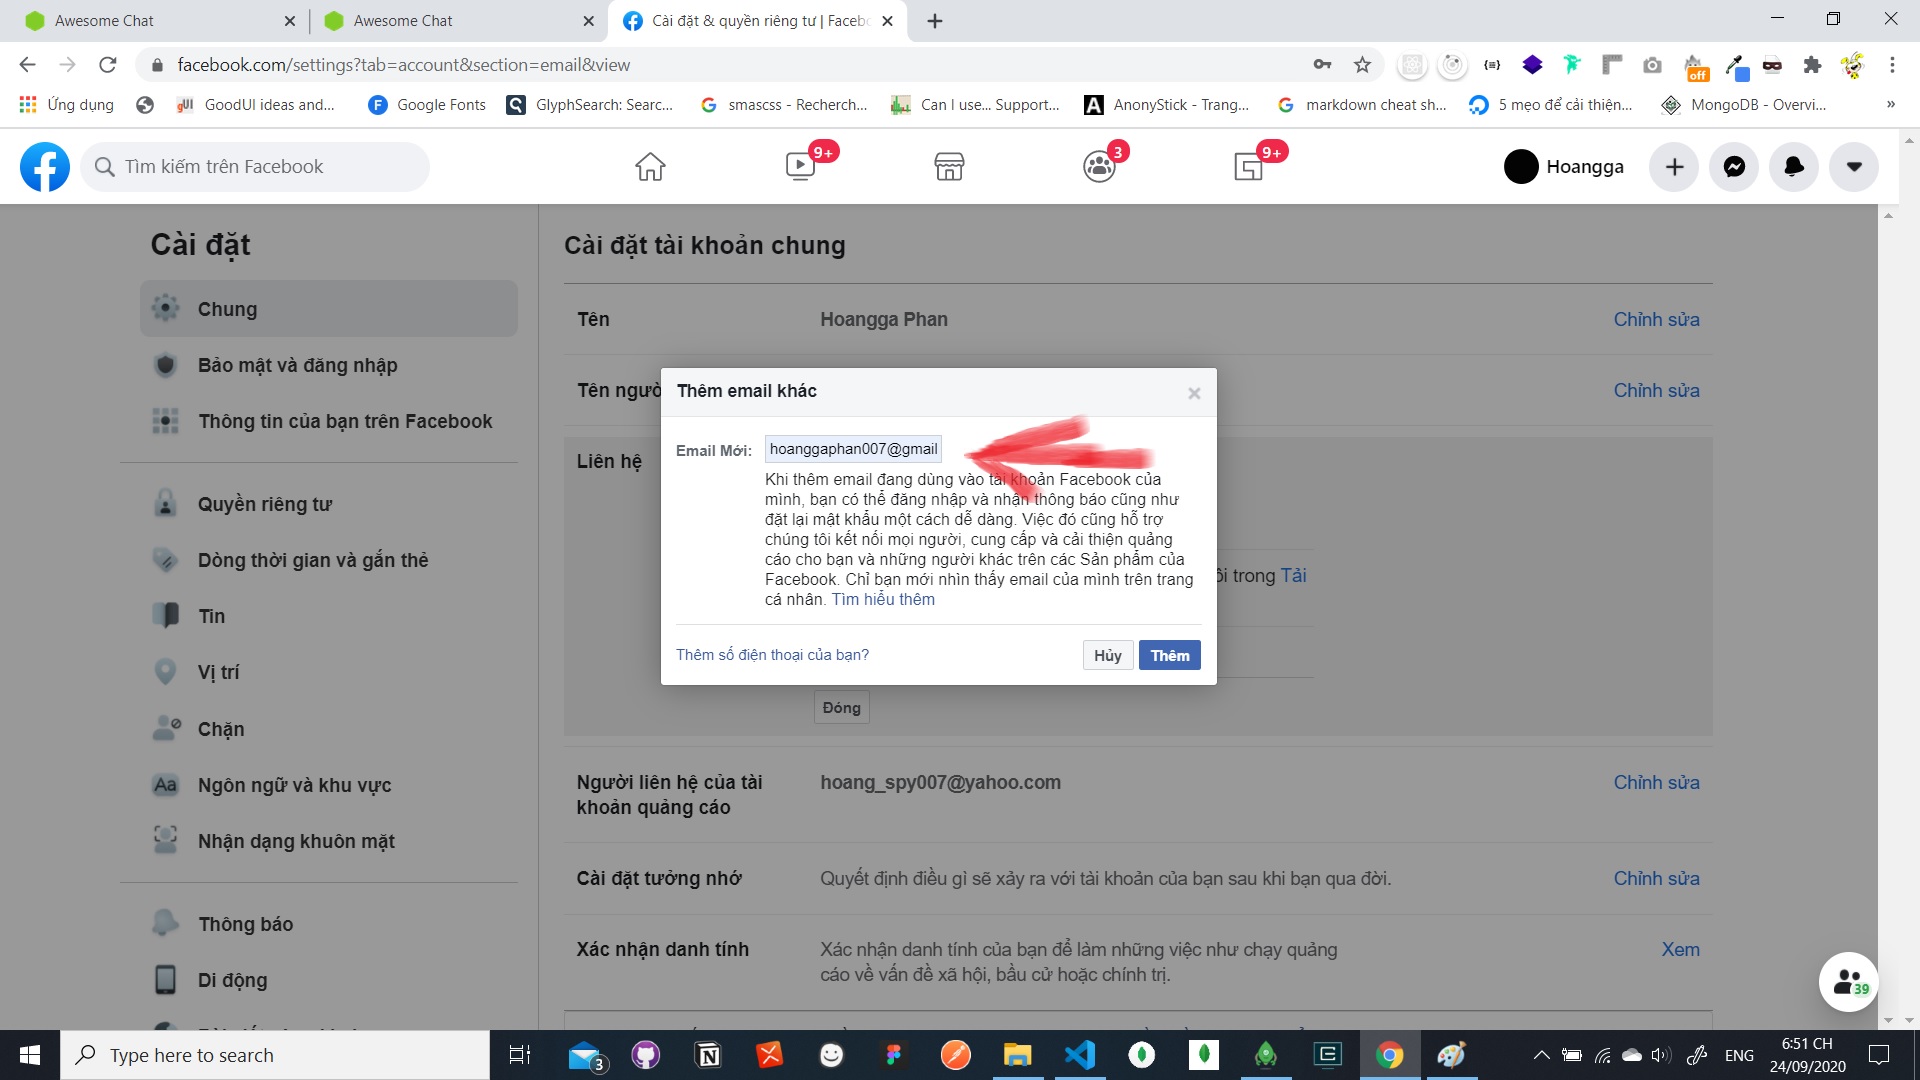 Awesome Chat
Awesome Chat
Cài đặt & quyền riêng tư | Faceb
facebook.com/settings?tab=account&section=email&view
off
Ứng dụng
gUI GoodUI ideas and...
Google Fonts
GlyphSearch: Searc...
smascss - Recherch...
Can I use... Support...
AnonyStick - Trang...
markdown cheat sh...
5 mẹo để cải thiện...
MongoDB - Overvi...
»
Tìm kiếm trên Facebook
9+
3
9+
Hoangga
Cài đặt
Chung
Bảo mật và đăng nhập
Thông tin của bạn trên Facebook
Quyền riêng tư
Dòng thời gian và gắn thẻ
Tin
Vị trí
Chặn
Aa Ngôn ngữ và khu vực
Nhận dạng khuôn mặt
Thông báo
Di động
Cài đặt tài khoản chung
Tên Hoangga Phan Chỉnh sửa
Tên ngườ Chỉnh sửa
Liên hệ
ôi trong Tải
Thêm email khác
Email Mới: hoanggaphan007@gmail
Khi thêm email đang dùng vào tài khoản Facebook của
mình, bạn có thể đăng nhập và nhận thông báo cũng như
đặt lại mật khẩu một cách dễ dàng. Việc đó cũng hỗ trợ
chúng tôi kết nối mọi người, cung cấp và cải thiện quảng
cáo cho bạn và những người khác trên các Sản phẩm của
Facebook. Chỉ bạn mới nhìn thấy email của mình trên trang
cá nhân. Tìm hiểu thêm
Thêm số điện thoại của bạn?
Hủy
Thêm
Đóng
Người liên hệ của tài
khoản quảng cáo
hoang_spy007@yahoo.com
Chỉnh sửa
Cài đặt tưởng nhớ
Quyết định điều gì sẽ xảy ra với tài khoản của bạn sau khi bạn qua đời.
Chỉnh sửa
Xác nhận danh tính
Xác nhận danh tính của bạn để làm những việc như chạy quảng
cáo về vấn đề xã hội, bầu cử hoặc chính trị.
Xem
39
Type here to search
3
ENG
6:51 CH
24/09/2020